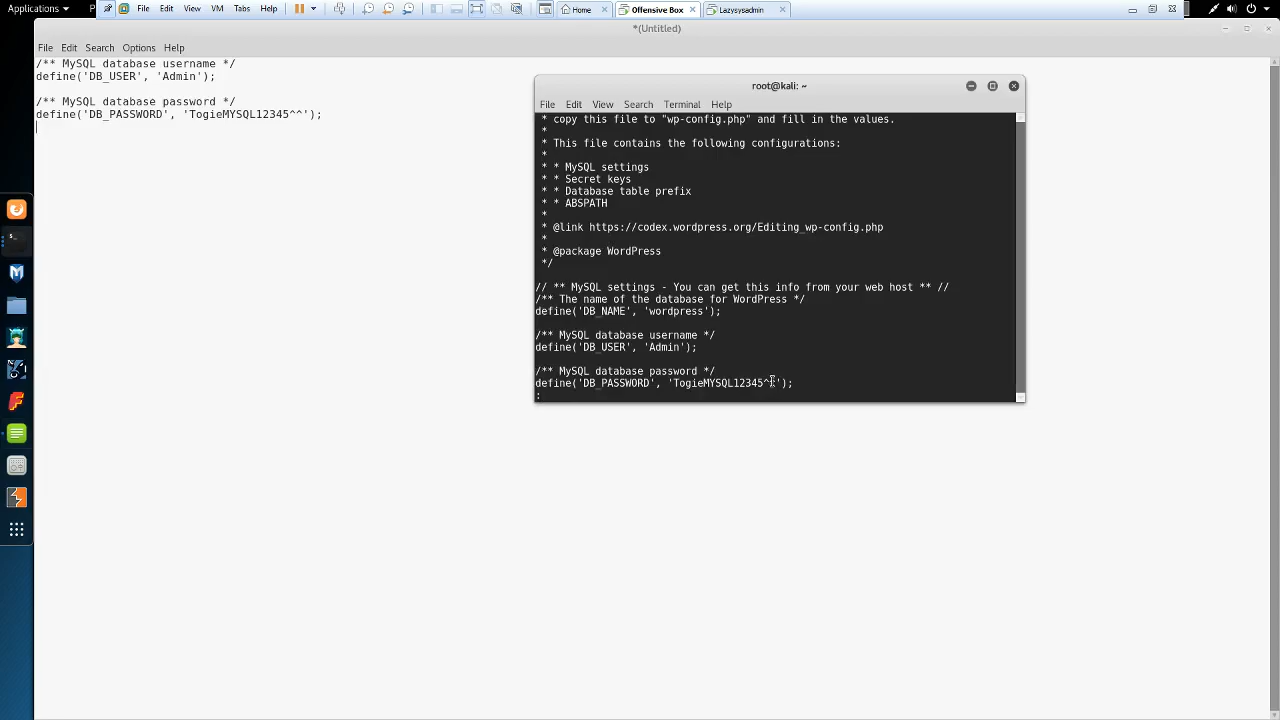 Applications
P
File Edit View VM Tabs Help
Home
Offensive Box
Lazysysadmin
*(Untitled)
File Edit Search Options Help
/** MySQL database username */
define('DB_USER', 'Admin');
/** MySQL database password */
define('DB_PASSWORD', 'TogieMYSQL12345^^');
root@kali: ~
File Edit View Search Terminal Help
* copy this file to "wp-config.php" and fill in the values.
*
* This file contains the following configurations:
*
* * MySQL settings
* * Secret keys
* * Database table prefix
* * ABSPATH
*
* @link https://codex.wordpress.org/Editing_wp-config.php
*
* @package WordPress
*/
// ** MySQL settings - You can get this info from your web host ** //
/** The name of the database for WordPress */
define('DB_NAME', 'wordpress');
/** MySQL database username */
define('DB_USER', 'Admin');
/** MySQL database password */
define('DB_PASSWORD', 'TogieMYSQL12345^^');
: